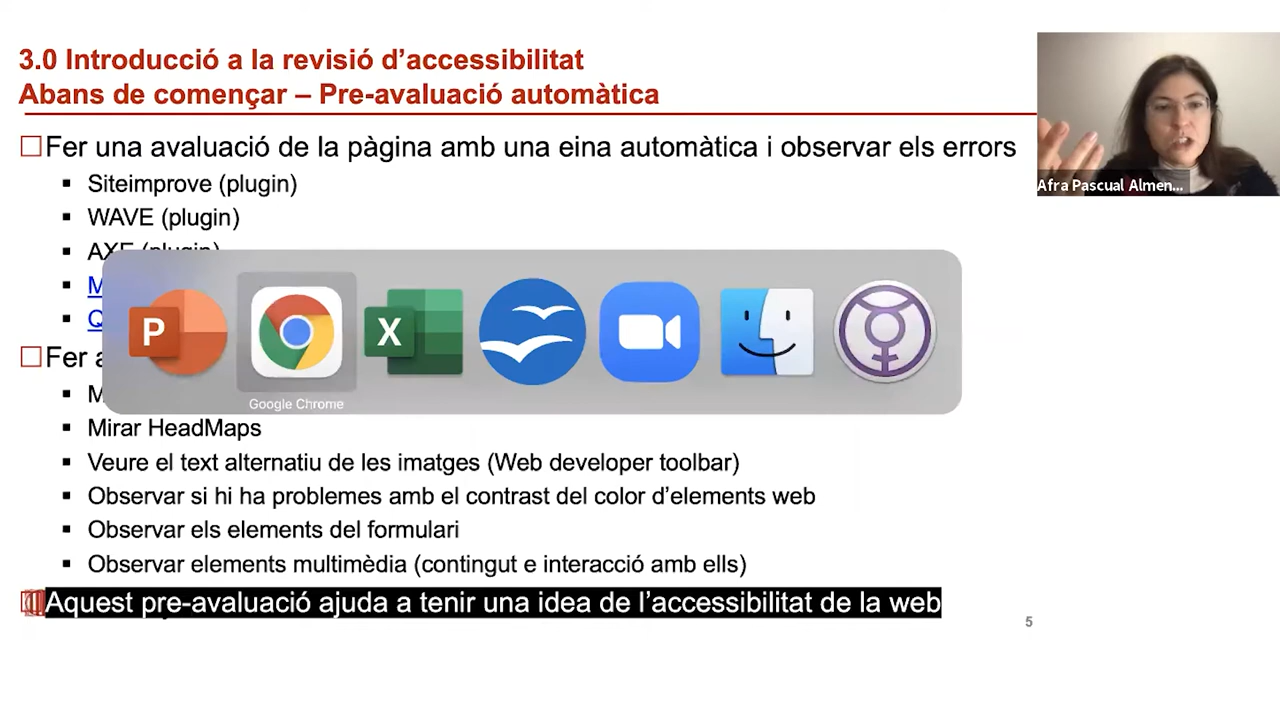 3.0 Introducció a la revisió d’accessibilitat
Abans de començar – Pre-avaluació automàtica
Fer una avaluació de la pàgina amb una eina automàtica i observar els errors
Siteimprove (plugin)
WAVE (plugin)
AXE (plugin)
Fer
Mirar HeadMaps
Veure el text alternatiu de les imatges (Web developer toolbar)
Observar si hi ha problemes amb el contrast del color d’elements web
Observar els elements del formulari
Observar elements multimèdia (contingut e interacció amb ells)
Aquest pre-avaluació ajuda a tenir una idea de l’accessibilitat de la web
5
P
X
Google Chrome
Afra Pascual Almen...